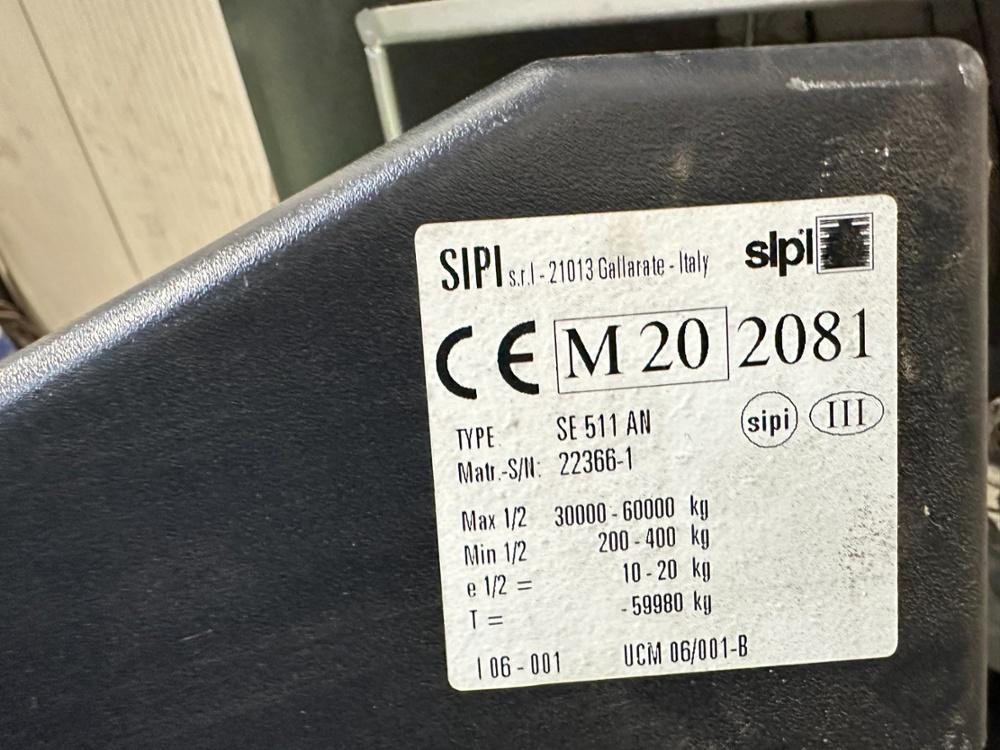 SIPI s.r.l - 21013 Gallarate - Italy sipi
CE M 20 2081
TYPE SE 511 AN sipi III
Matr.-S/N: 22366-1
Max 1/2 30000 - 60000 kg
Min 1/2 200 - 400 kg
e 1/2 = 10 - 20 kg
T = - 59980 kg
I 06 - 001 UCM 06/001-B